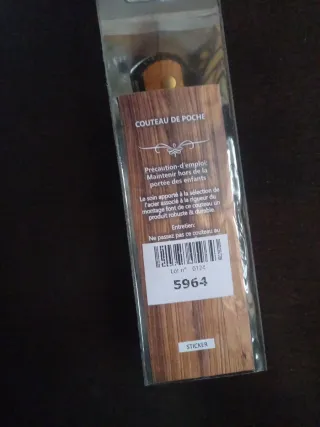 COUTEAU DE POCHE
Précaution-d'emploi:
Maintenir hors de la
portée des enfants
Le soin apporté à la sélection de
l'acier associé à la rigueur du
montage font de ce couteau un
produit robuste & durable.
Entretien:
Ne passez pas ce couteau au
Lot n° 0124
5964
STICKER